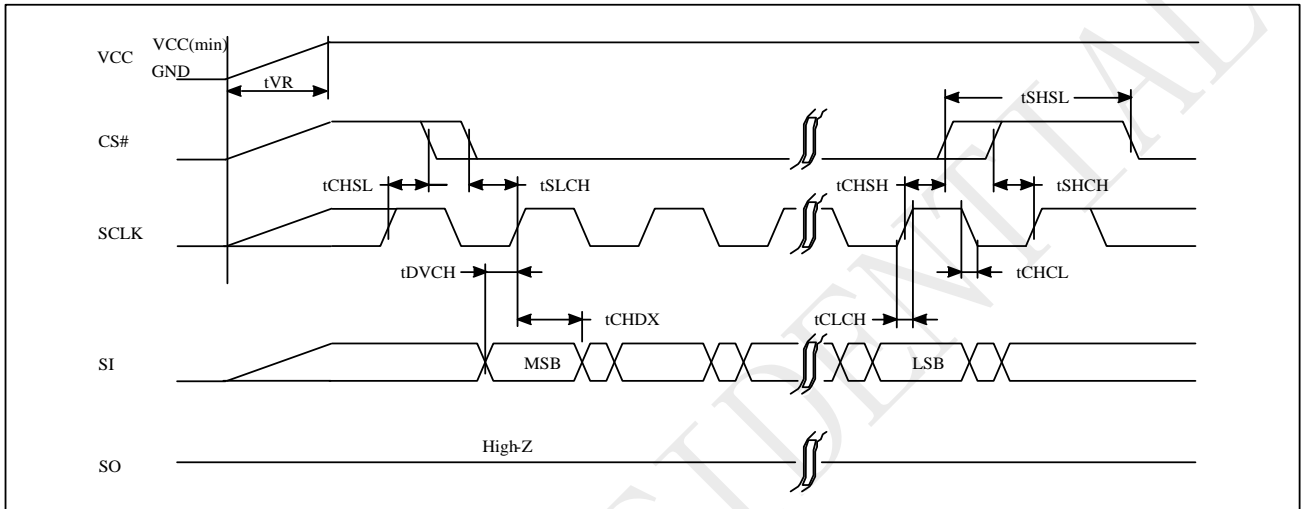 VCC
VCC(min)
GND
tVR
CS#
tSHSL
tCHSL
tSLCH
tCHSH
tSHCH
SCLK
tDVCH
tCHCL
tCHDX
tCLCH
SI
MSB
LSB
High-Z
SO